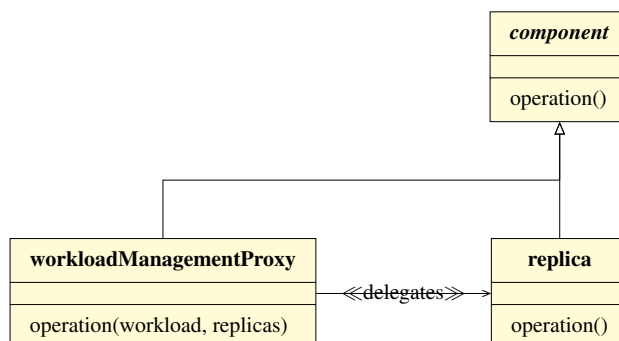 component
operation()
workloadManagementProxy
operation(workload, replicas)
≪delegates≫
replica
operation()